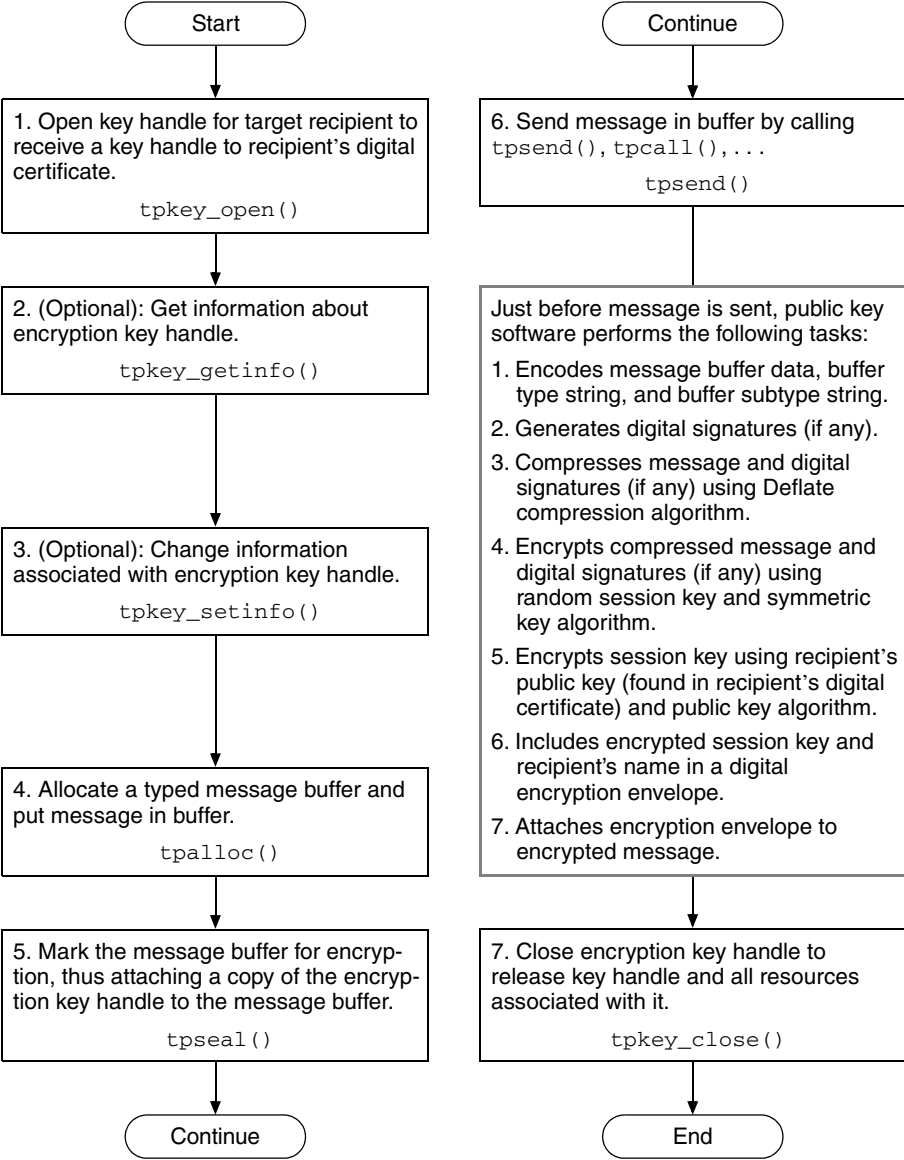 Start
1. Open key handle for target recipient to
receive a key handle to recipient's digital
certificate.
tpkey_open()
2. (Optional): Get information about
encryption key handle.
tpkey_getinfo()
3. (Optional): Change information
associated with encryption key handle.
tpkey_setinfo()
4. Allocate a typed message buffer and
put message in buffer.
tpalloc()
5. Mark the message buffer for encryp-
tion, thus attaching a copy of the encryp-
tion key handle to the message buffer.
tpseal()
Continue
Continue
6. Send message in buffer by calling
tpsend(), tpcall(), ...
tpsend()
Just before message is sent, public key
software performs the following tasks:
1. Encodes message buffer data, buffer
type string, and buffer subtype string.
2. Generates digital signatures (if any).
3. Compresses message and digital
signatures (if any) using Deflate
compression algorithm.
4. Encrypts compressed message and
digital signatures (if any) using
random session key and symmetric
key algorithm.
5. Encrypts session key using recipient's
public key (found in recipient's digital
certificate) and public key algorithm.
6. Includes encrypted session key and
recipient's name in a digital
encryption envelope.
7. Attaches encryption envelope to
encrypted message.
7. Close encryption key handle to
release key handle and all resources
associated with it.
tpkey_close()
End